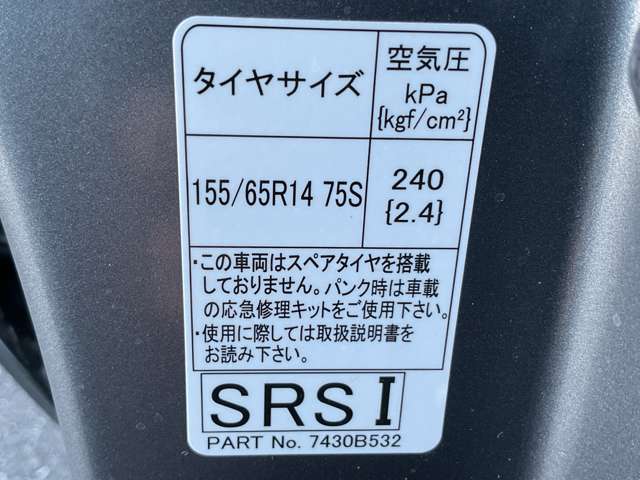 タイヤサイズ
空気圧
kPa
{kgf/cm²}
155/65R14 75S
240
{2.4}
・この車両はスペアタイヤを搭載
しておりません。パンク時は車載
の応急修理キットをご使用下さい。
・使用に際しては取扱説明書を
お読み下さい。
SRS I
PART No. 7430B532